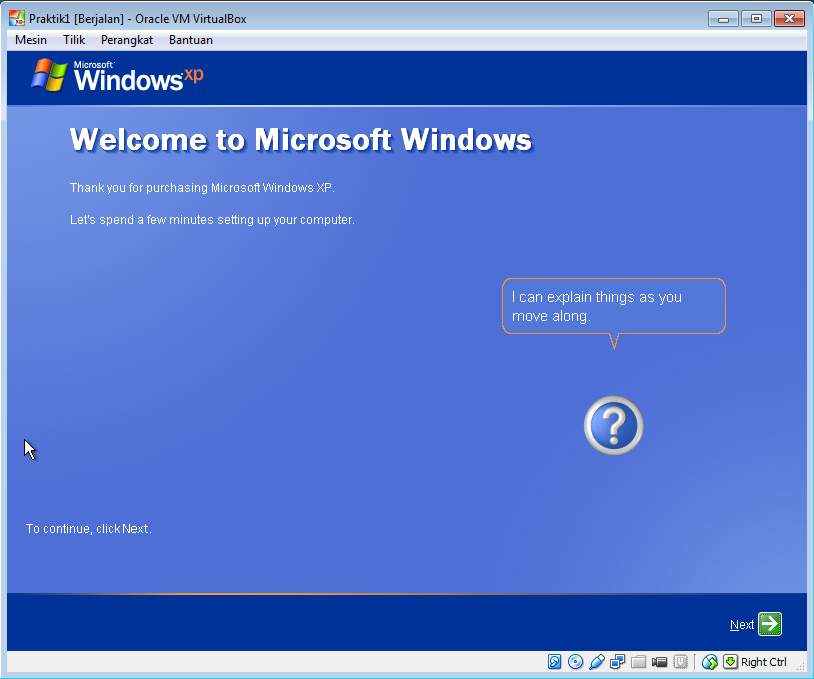 Praktik1 [Berjalan] - Oracle VM VirtualBox
Mesin Tilik Perangkat Bantuan
Microsoft
Windows xp
Welcome to Microsoft Windows
Thank you for purchasing Microsoft Windows XP.
Let's spend a few minutes setting up your computer.
I can explain things as you
move along.
?
To continue, click Next.
Next
Right Ctrl